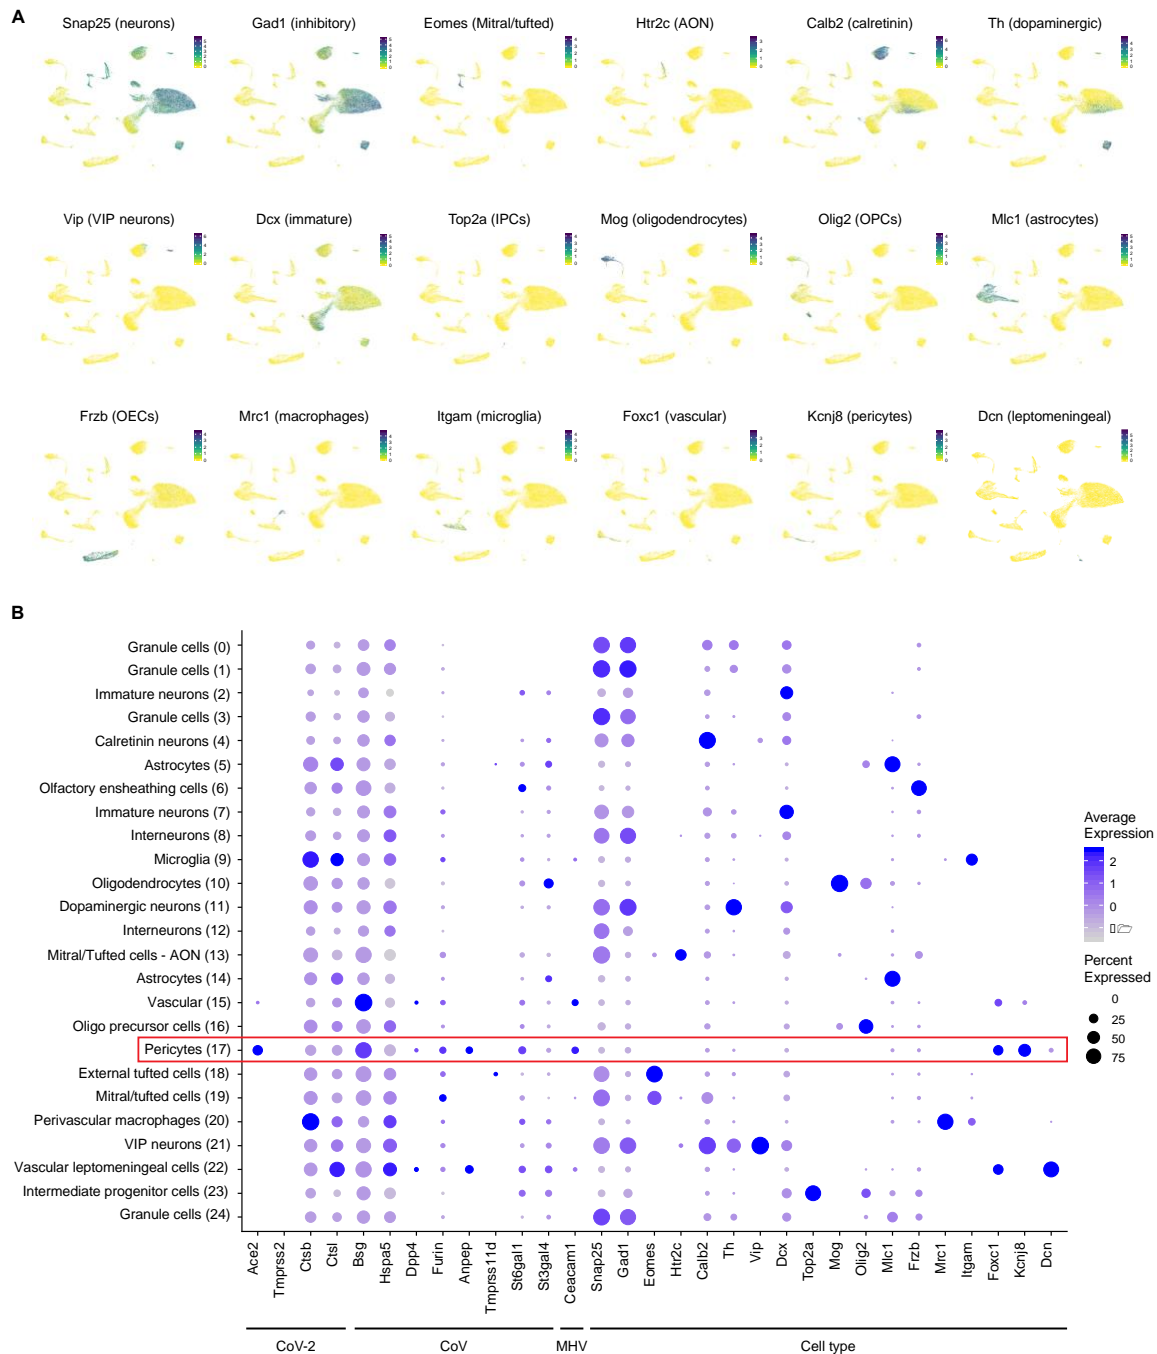 A
Snap25 (neurons)
Gad1 (inhibitory)
Eomes (Mitral/tufted)
Htr2c (AON)
Calb2 (calretinin)
Th (dopaminergic)
Vip (VIP neurons)
Dcx (immature)
Top2a (IPCs)
Mog (oligodendrocytes)
Olig2 (OPCs)
Mlc1 (astrocytes)
Frzb (OECs)
Mrc1 (macrophages)
Itgam (microglia)
Foxc1 (vascular)
Kcnj8 (pericytes)
Dcn (leptomeningeal)
B
Granule cells (0)
Granule cells (1)
Immature neurons (2)
Granule cells (3)
Calretinin neurons (4)
Astrocytes (5)
Olfactory ensheathing cells (6)
Immature neurons (7)
Interneurons (8)
Microglia (9)
Oligodendrocytes (10)
Dopaminergic neurons (11)
Interneurons (12)
Mitral/Tufted cells - AON (13)
Astrocytes (14)
Vascular (15)
Oligo precursor cells (16)
Pericytes (17)
External tufted cells (18)
Mitral/tufted cells (19)
Perivascular macrophages (20)
VIP neurons (21)
Vascular leptomeningeal cells (22)
Intermediate progenitor cells (23)
Granule cells (24)
Average
Expression
2
1
0
Percent
Expressed
0
25
50
75
Ace2
Tmprss2
Ctsb
Ctsl
Bsg
Hspa5
Dpp4
Furin
Anpep
Tmprss11d
St6gal1
St3gal4
Ceacam1
Snap25
Gad1
Eomes
Htr2c
Calb2
Th
Vip
Dcx
Top2a
Mog
Olig2
Mlc1
Frzb
Mrc1
Itgam
Foxc1
Kcnj8
Dcn
CoV-2
CoV
MHV
Cell type